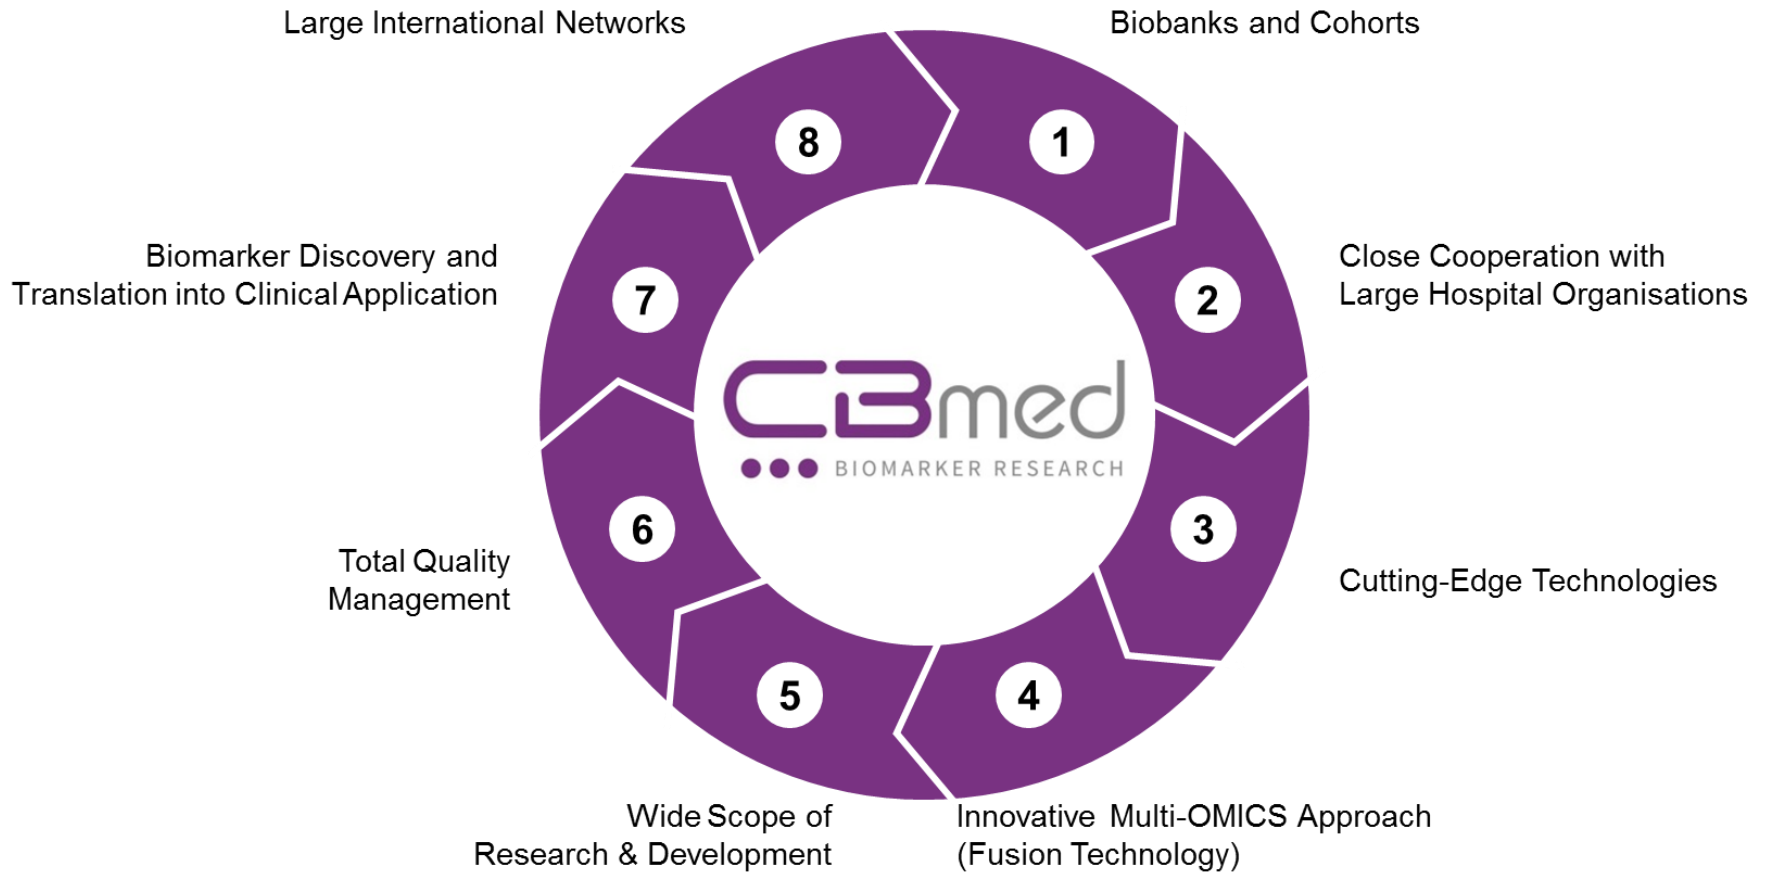 Large International Networks
Biobanks and Cohorts
8
1
Biomarker Discovery and
Translation into Clinical Application
7
2
Close Cooperation with
Large Hospital Organisations
CBmed
BIOMARKER RESEARCH
6
3
Total Quality
Management
Cutting-Edge Technologies
5
4
Wide Scope of
Research & Development
Innovative Multi-OMICS Approach
(Fusion Technology)